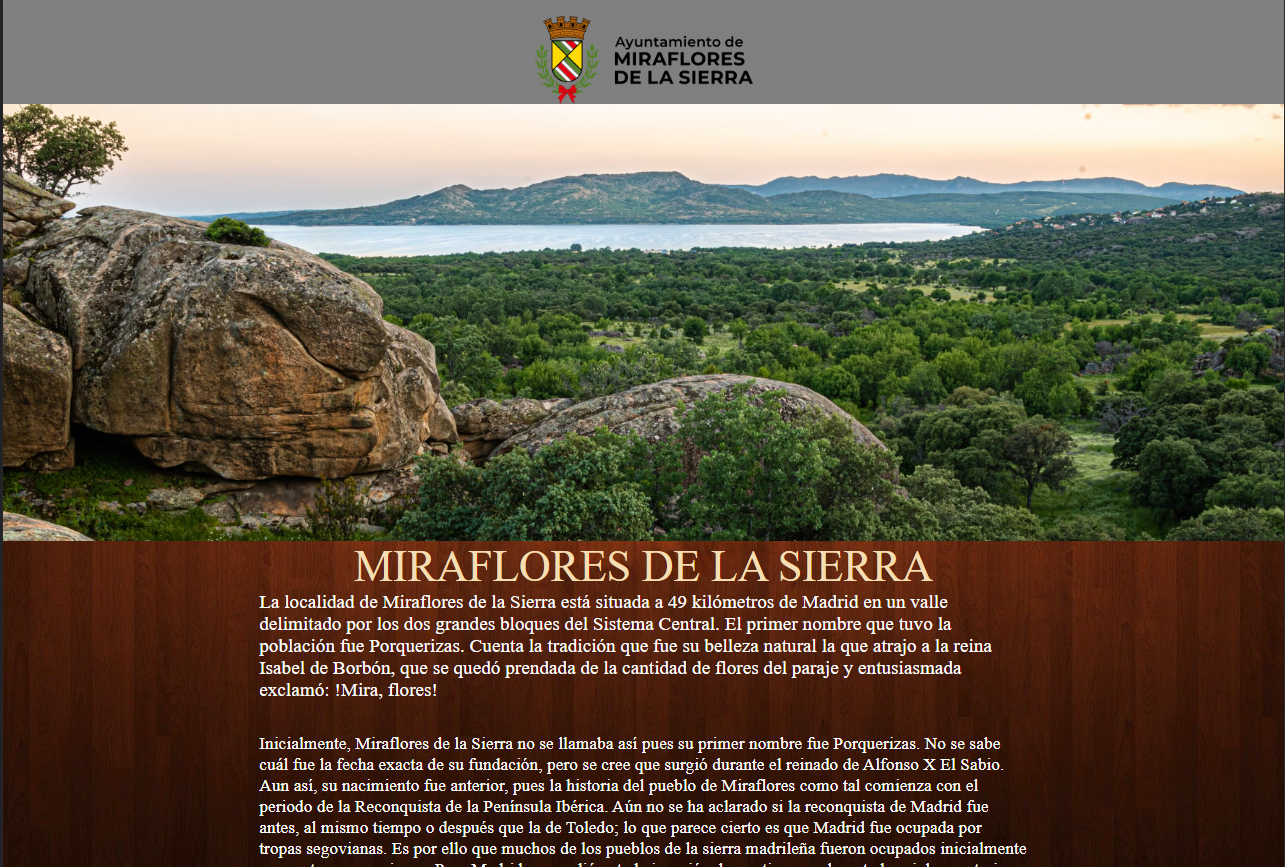 Ayuntamiento de
MIRAFLORES
DE LA SIERRA
MIRAFLORES DE LA SIERRA
La localidad de Miraflores de la Sierra está situada a 49 kilómetros de Madrid en un valle
delimitado por los dos grandes bloques del Sistema Central. El primer nombre que tuvo la
población fue Porquerizas. Cuenta la tradición que fue su belleza natural la que atrajo a la reina
Isabel de Borbón, que se quedó prendada de la cantidad de flores del paraje y entusiasmada
exclamó: !Mira, flores!
Inicialmente, Miraflores de la Sierra no se llamaba así pues su primer nombre fue Porquerizas. No se sabe
cuál fue la fecha exacta de su fundación, pero se cree que surgió durante el reinado de Alfonso X El Sabio.
Aun así, su nacimiento fue anterior, pues la historia del pueblo de Miraflores como tal comienza con el
periodo de la Reconquista de la Península Ibérica. Aún no se ha aclarado si la reconquista de Madrid fue
antes, al mismo tiempo o después que la de Toledo; lo que parece cierto es que Madrid fue ocupada por
tropas segovianas. Es por ello que muchos de los pueblos de la sierra madrileña fueron ocupados inicialmente